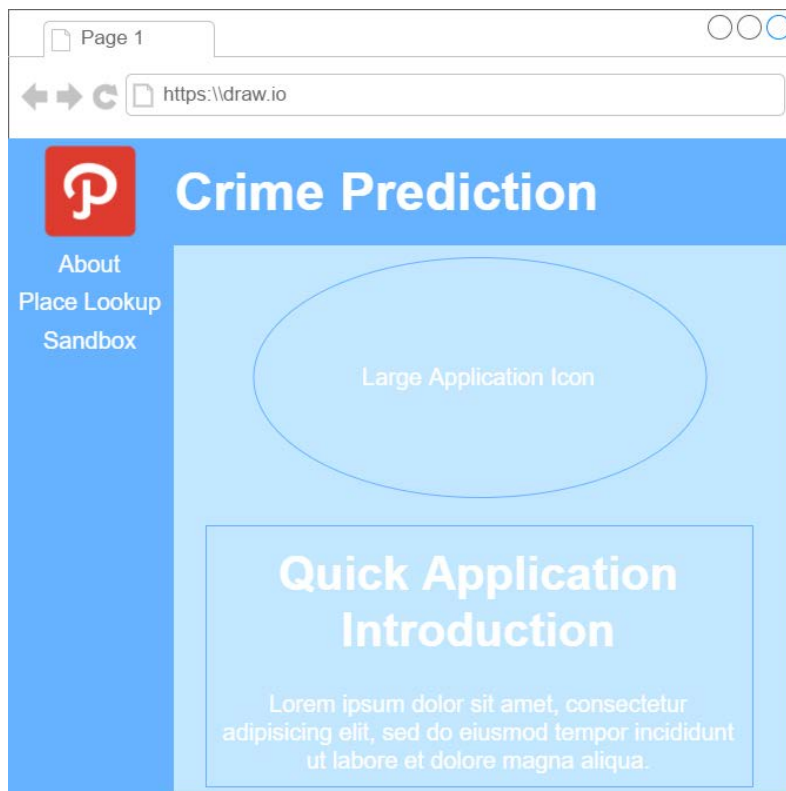 Page 1
https:\\draw.io
Crime Prediction
About
Place Lookup
Sandbox
Large Application Icon
Quick Application
Introduction
Lorem ipsum dolor sit amet, consectetur
adipisicing elit, sed do eiusmod tempor incididunt
ut labore et dolore magna aliqua.